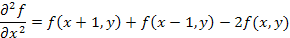 ∂²f/∂x² = f(x + 1, y) + f(x − 1, y) − 2f(x, y)